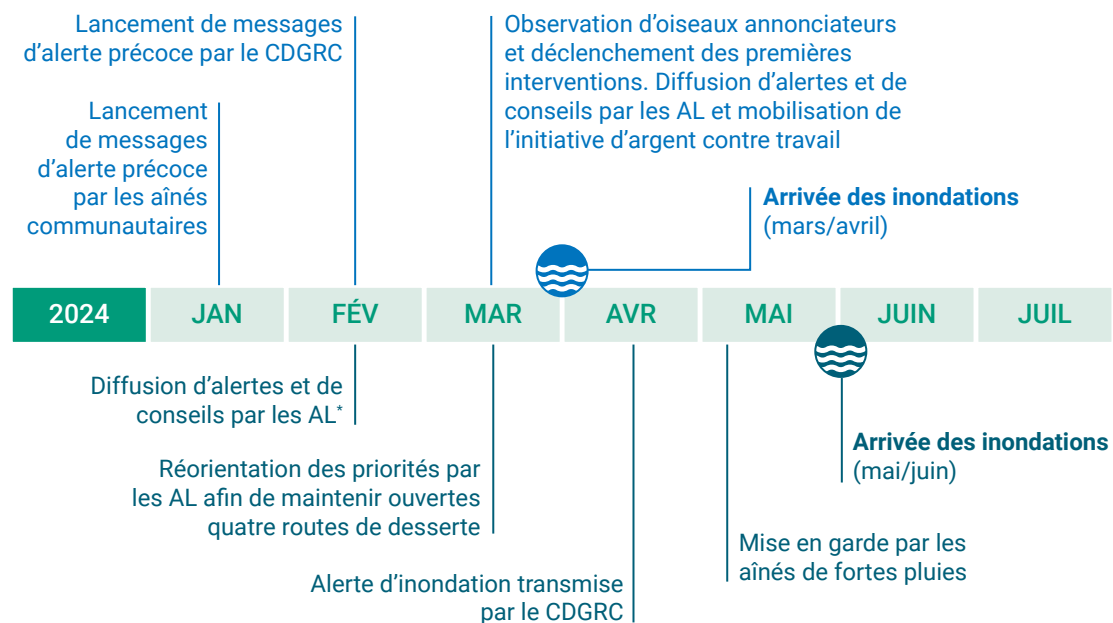 Lancement de messages
d’alerte précoce par le CDGRC
Lancement
de messages
d’alerte précoce
par les aînés
communautaires
Observation d’oiseaux annonciateurs
et déclenchement des premières
interventions. Diffusion d’alertes et de
conseils par les AL et mobilisation de
l’initiative d’argent contre travail
Arrivée des inondations
(mars/avril)
2024 JAN FÉV MAR AVR MAI JUIN JUIL
Diffusion d’alertes et de
conseils par les AL*
Réorientation des priorités par
les AL afin de maintenir ouvertes
quatre routes de desserte
Alerte d’inondation transmise
par le CDGRC
Arrivée des inondations
(mai/juin)
Mise en garde par les
aînés de fortes pluies